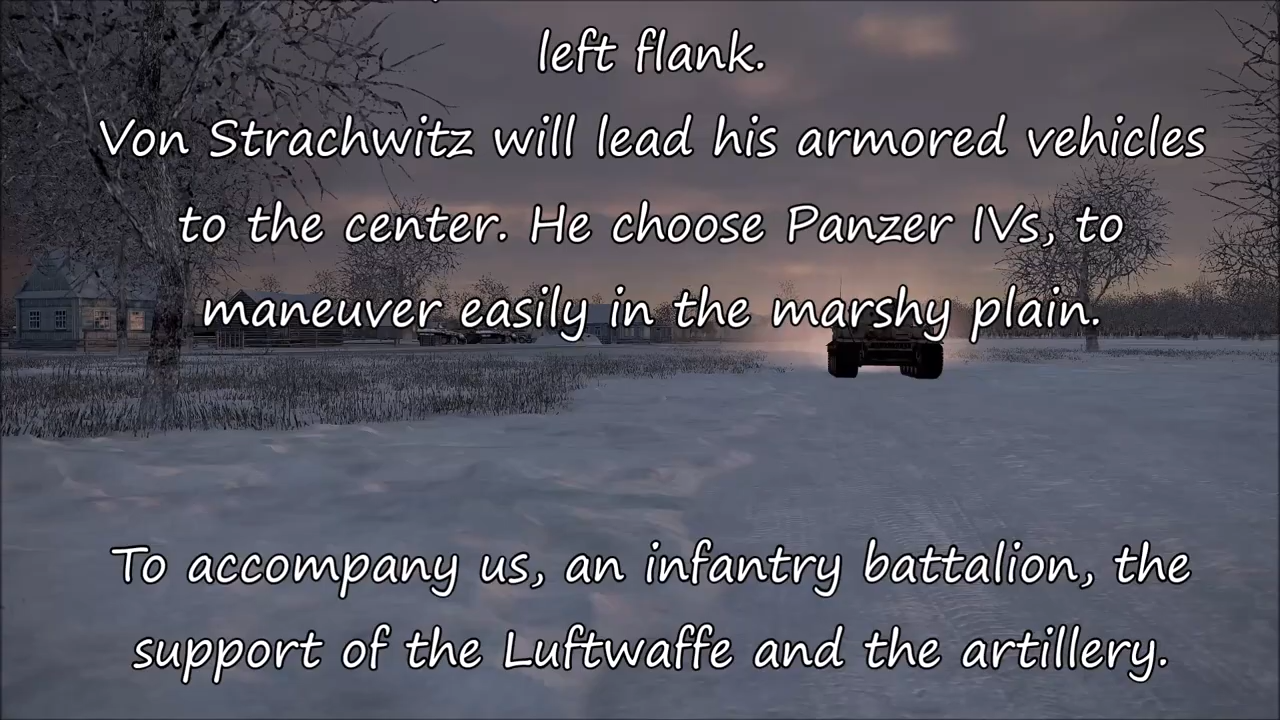 left flank.
Von Strachwitz will lead his armored vehicles
to the center. He choose Panzer IVs, to
maneuver easily in the marshy plain.
To accompany us, an infantry battalion, the
support of the Luftwaffe and the artillery.